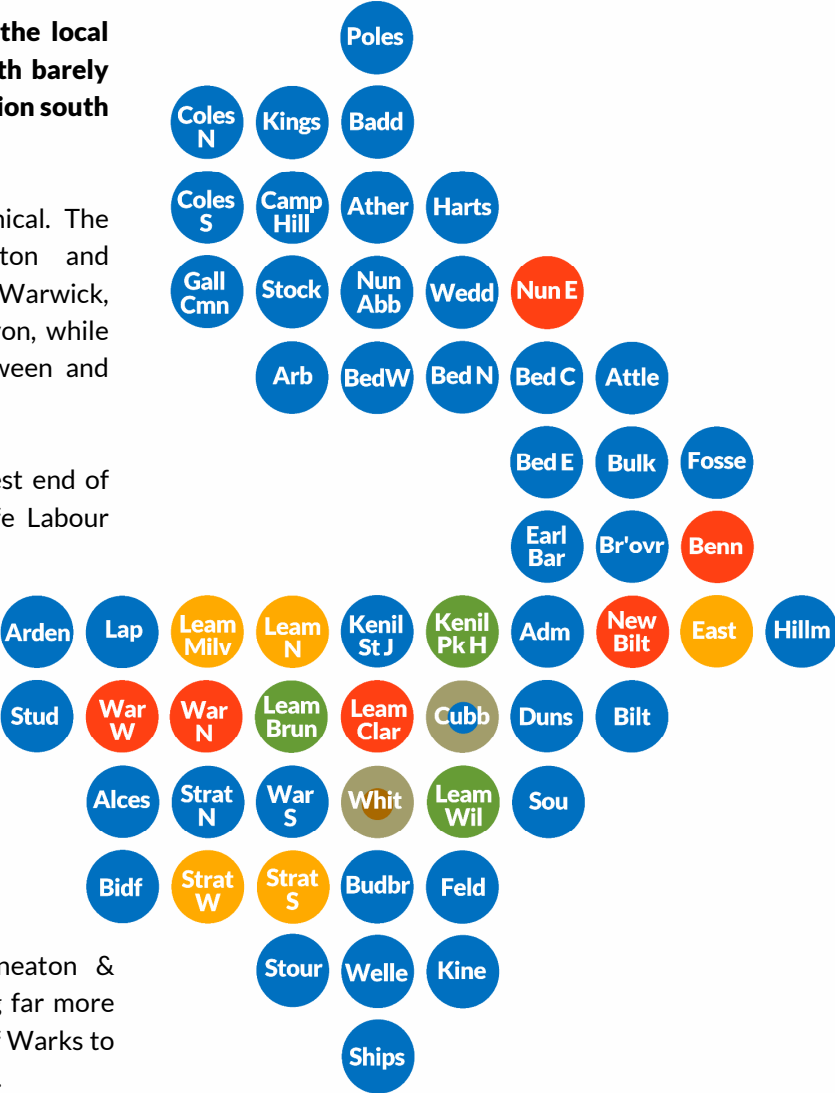 the local
th barely
ion south
nical. The
ton and
Warwick,
on, while
ween and
est end of
fe Labour
neaton &
g far more
f Warks to
.
Poles
Coles
N
Kings
Badd
Coles
S
Camp
Hill
Ather
Harts
Gall
Cmn
Stock
Nun
Abb
Wedd
Nun E
Arb
BedW
Bed N
Bed C
Attle
Bed E
Bulk
Fosse
Earl
Bar
Br'ovr
Benn
Arden
Lap
Leam
Milv
Leam
N
Kenil
St J
Kenil
Pk H
Adm
New
Bilt
East
Hillm
Stud
War
W
War
N
Leam
Brun
Leam
Clar
Cubb
Duns
Bilt
Alces
Strat
N
War
S
Whit
Leam
Wil
Sou
Bidf
Strat
W
Strat
S
Budbr
Feld
Stour
Welle
Kine
Ships